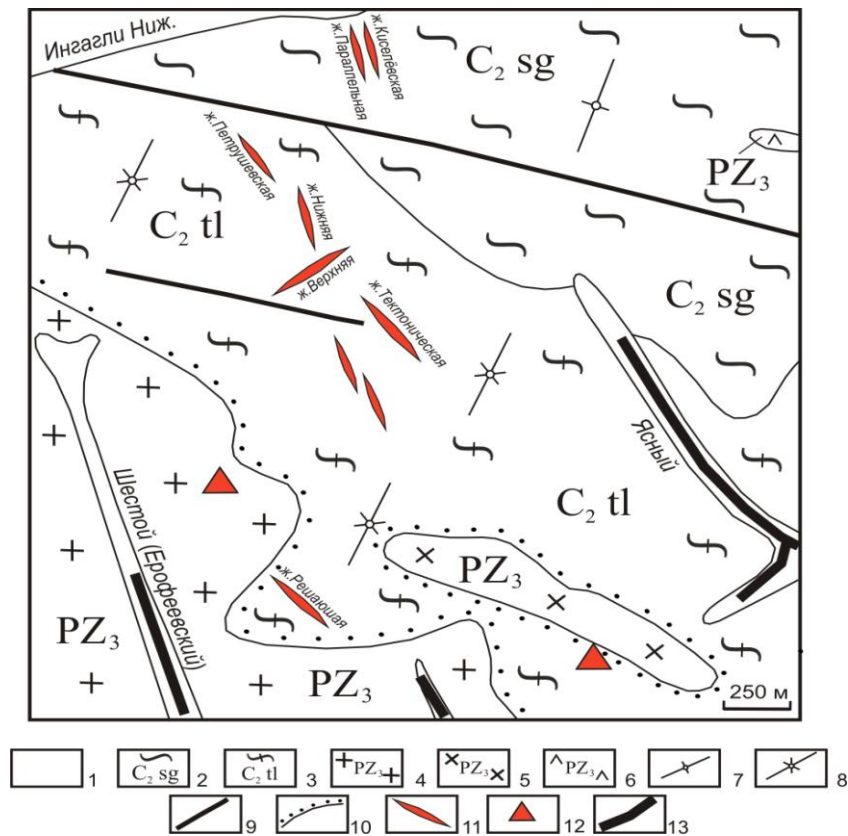 Ингагли Ниж.
ж.Параллельная
ж.Киселёвская
C₂ sg
PZ₃
ж.Петрушевская
ж.Нижняя
C₂ tl
ж.Верхняя
ж.Тектоническая
C₂ sg
Ясный
Шестой (Ерофеевский)
C₂ tl
PZ₃
ж.Решаюшая
PZ₃
PZ₃
250 м
1 C₂ sg 2 C₂ tl 3 PZ₃ 4 PZ₃ 5 PZ₃ 6 7 8
9 10 11 12 13